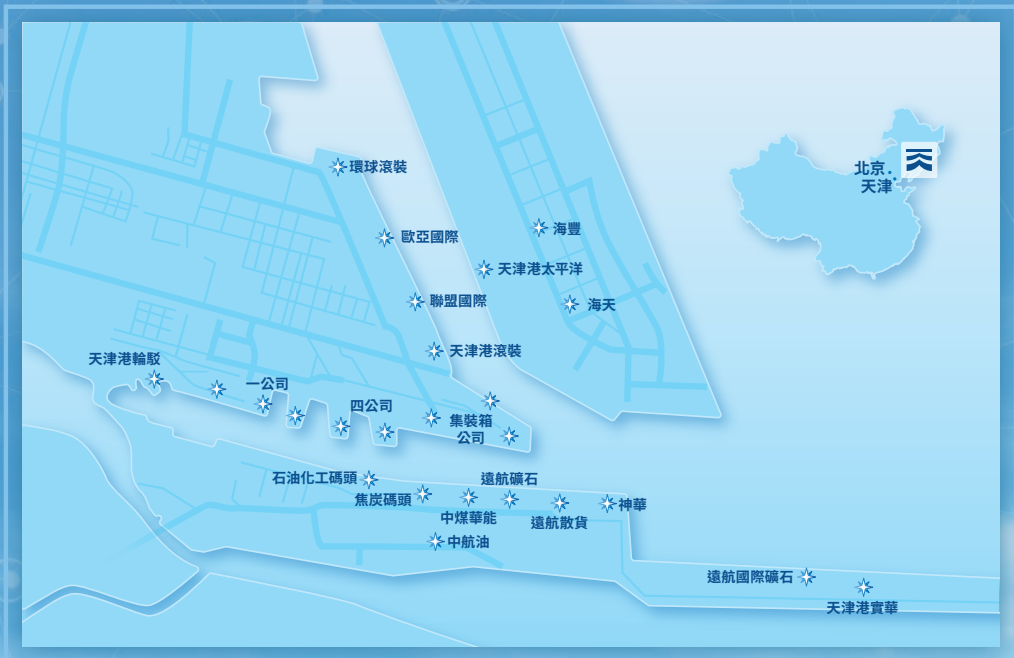 環球滾裝
北京
天津
歐亞國際
海豐
天津港太平洋
聯盟國際
海天
天津港滾裝
天津港輪駁
一公司
四公司
集裝箱
公司
石油化工碼頭
遠航礦石
焦炭碼頭
神華
中煤華能
遠航散貨
中航油
遠航國際礦石
天津港實華